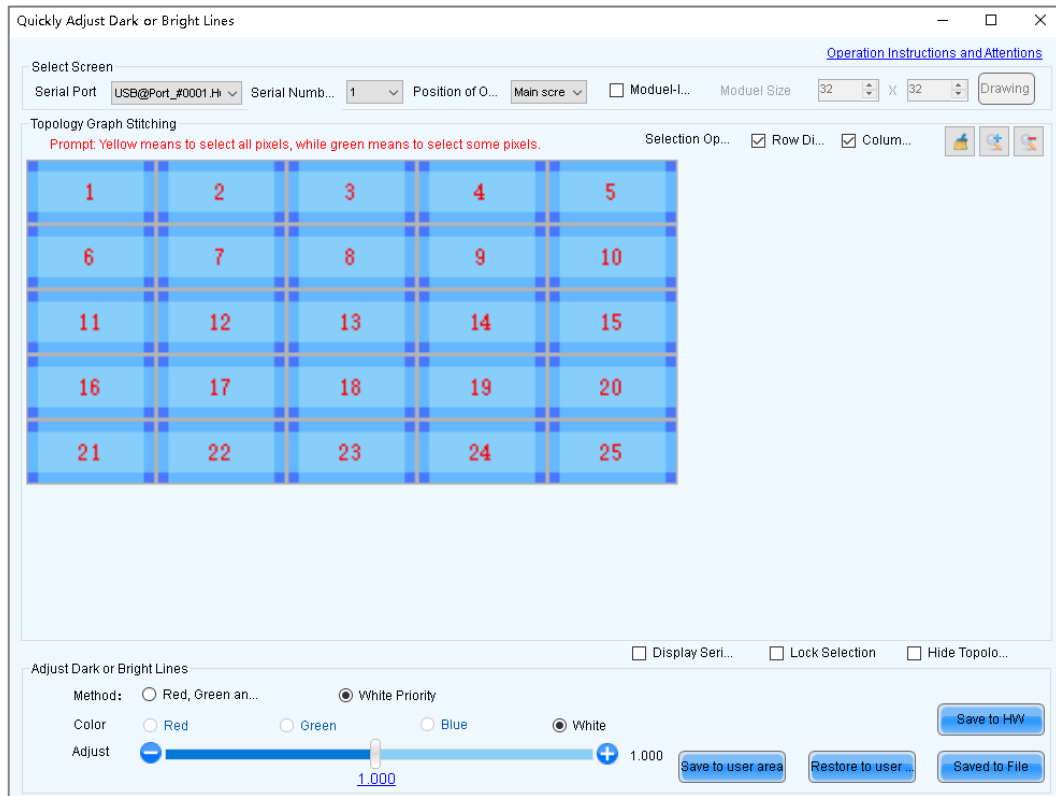 Quickly Adjust Dark or Bright Lines
Operation Instructions and Attentions
Select Screen
Serial Port USB@Port_#0001.H Serial Numb... 1 Position of O... Main scre Moduel-I... Moduel Size 32 X 32 Drawing
Topology Graph Stitching
Prompt: Yellow means to select all pixels, while green means to select some pixels. Selection Op... Row Di... Colum...
1 2 3 4 5
6 7 8 9 10
11 12 13 14 15
16 17 18 19 20
21 22 23 24 25
Display Seri... Lock Selection Hide Topolo...
Adjust Dark or Bright Lines
Method: Red, Green an... White Priority
Color Red Green Blue White
Save to HW
Adjust 1.000
1.000
Save to user area Restore to user ... Saved to File